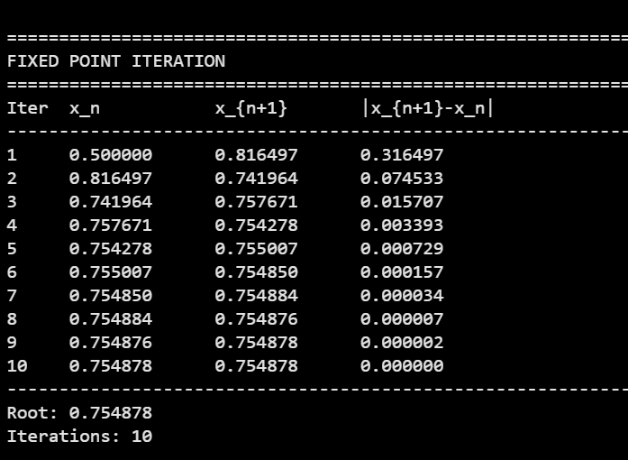 ============================================================
FIXED POINT ITERATION
============================================================
Iter  x_n           x_{n+1}       |x_{n+1}-x_n|
------------------------------------------------------------
1     0.500000      0.816497      0.316497
2     0.816497      0.741964      0.074533
3     0.741964      0.757671      0.015707
4     0.757671      0.754278      0.003393
5     0.754278      0.755007      0.000729
6     0.755007      0.754850      0.000157
7     0.754850      0.754884      0.000034
8     0.754884      0.754876      0.000007
9     0.754876      0.754878      0.000002
10    0.754878      0.754878      0.000000
------------------------------------------------------------
Root: 0.754878
Iterations: 10